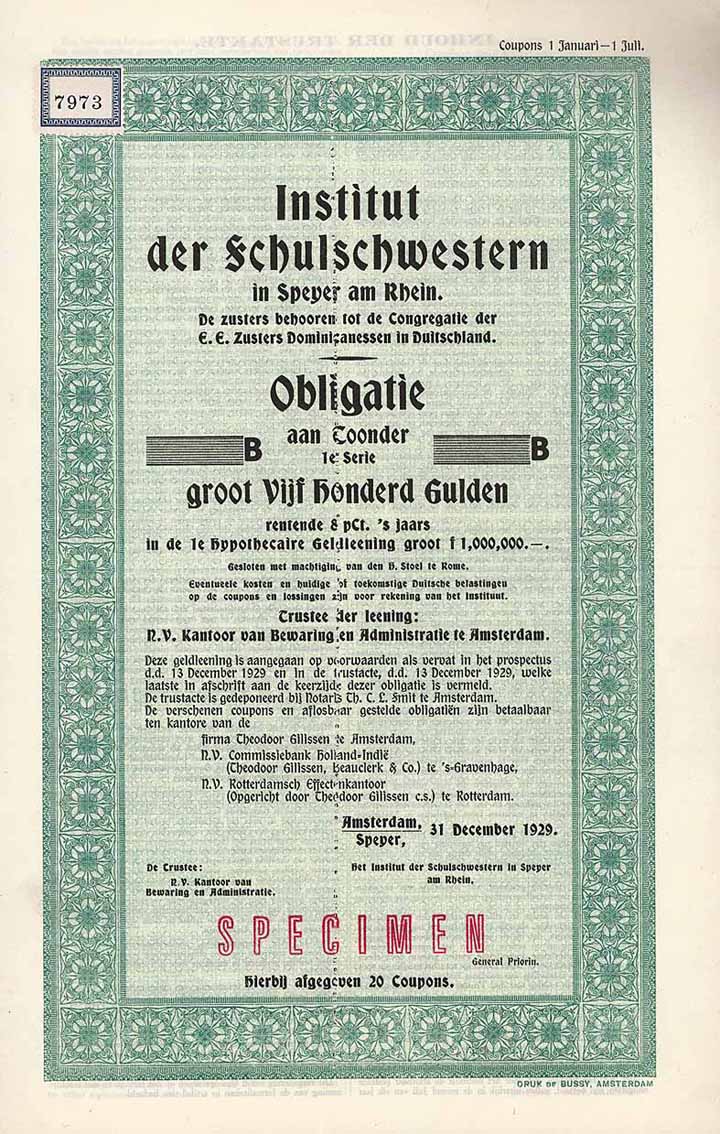 Coupons 1 Januari—1 Juli.
7973
Institut
der Schulschwestern
in Speyer am Rhein.
De zusters behooren tot de Congregatie der
E. E. Zusters Dominicanessen in Duitschland.
Obligatie
aan Toonder
B B
1e Serie
groot Vijf Honderd Gulden
rentende 8 pCt. 's jaars
in de 1e Hypothecaire Geldleening groot f 1,000,000.—.
Gesloten met machtiging van den H. Stoel te Rome.
Eventueele kosten en huidige of toekomstige Duitsche belastingen
op de coupons en lossingen zijn voor rekening van het Instituut.
Trustee der leening:
N.V. Kantoor van Bewaring en Administratie te Amsterdam.
Deze geldleening is aangegaan op voorwaarden als vervat in het prospectus
d.d. 13 December 1929 en in de trustacte, d.d. 13 December 1929, welke
laatste in afschrift aan de keerzijde dezer obligatie is vermeld.
De trustacte is gedeponeerd bij Notaris Th. C. L. Smit te Amsterdam.
De verschenen coupons en aflosbaar gestelde obligatiën zijn betaalbaar
ten kantore van de
firma Theodoor Gilissen te Amsterdam,
N.V. Commissiebank Holland-Indië
(Theodoor Gilissen, Beauclerk & Co.) te 's-Gravenhage,
N.V. Rotterdamsch Effectenkantoor
(Opgericht door Theodoor Gilissen c.s.) te Rotterdam.
Amsterdam, 31 December 1929.
Speyer,
De Trustee:
N.V. Kantoor van
Bewaring en Administratie.
Het Institut der Schulschwestern in Speyer
am Rhein,
SPECIMEN
General Priorin.
Hierbij afgegeven 20 Coupons.
DRUK DE BUSSY, AMSTERDAM